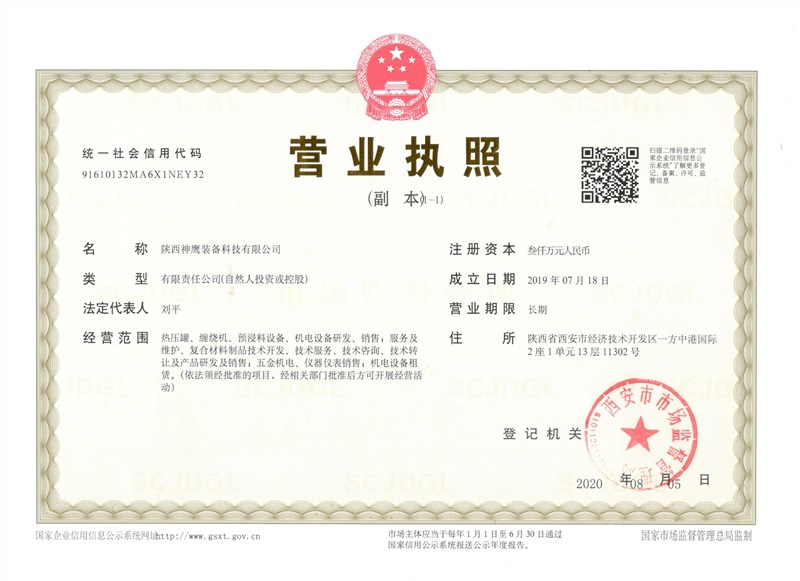 营业执照
(副 本)(1-1)
统一社会信用代码
91610132MA6X1NEY32
扫描二维码登录“国
家企业信用信息公
示系统”了解更多登
记、备案、许可、监
管信息
名 称 陕西神鹰装备科技有限公司
类 型 有限责任公司(自然人投资或控股)
法定代表人 刘平
经营范围 热压罐、缠绕机、预浸料设备、机电设备研发、销售;服务及
维护、复合材料制品技术开发、技术服务、技术咨询、技术转
让及产品研发及销售;五金机电、仪器仪表销售;机电设备租
赁。(依法须经批准的项目,经相关部门批准后方可开展经营活
动)
注册资本 叁仟万元人民币
成立日期 2019年07月18日
营业期限 长期
住 所 陕西省西安市经济技术开发区一方中港国际
2座1单元13层11302号
登记机关
西安市市场监督管理局
2020 年 08 月 05 日
国家企业信用信息公示系统网址:http://www.gsxt.gov.cn
市场主体应当于每年1月1日至6月30日通过
国家信用公示系统报送公示年度报告。
国家市场监督管理总局监制